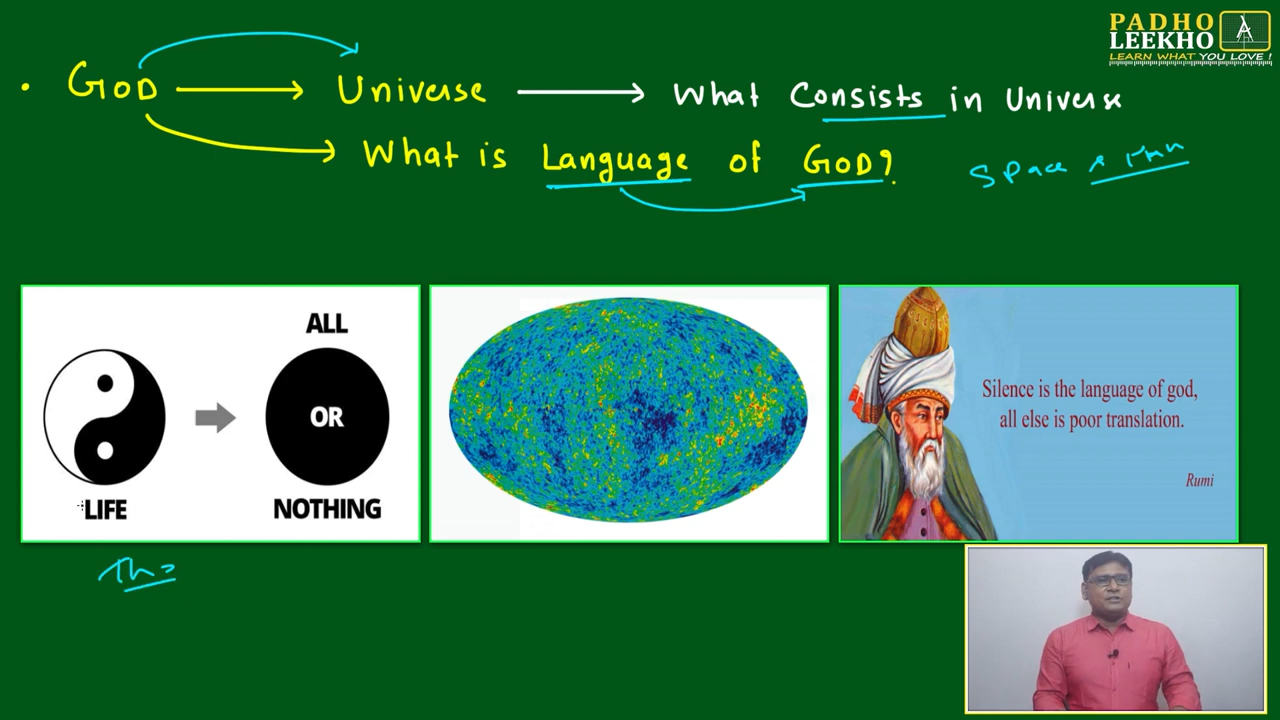 PADHO
LEEKHO
LEARN WHAT YOU LOVE !
• GOD → Universe → What Consists in Universe
→ What is Language of GOD?
Space &
ALL
OR
LIFE
NOTHING
Silence is the language of god,
all else is poor translation.
Rumi